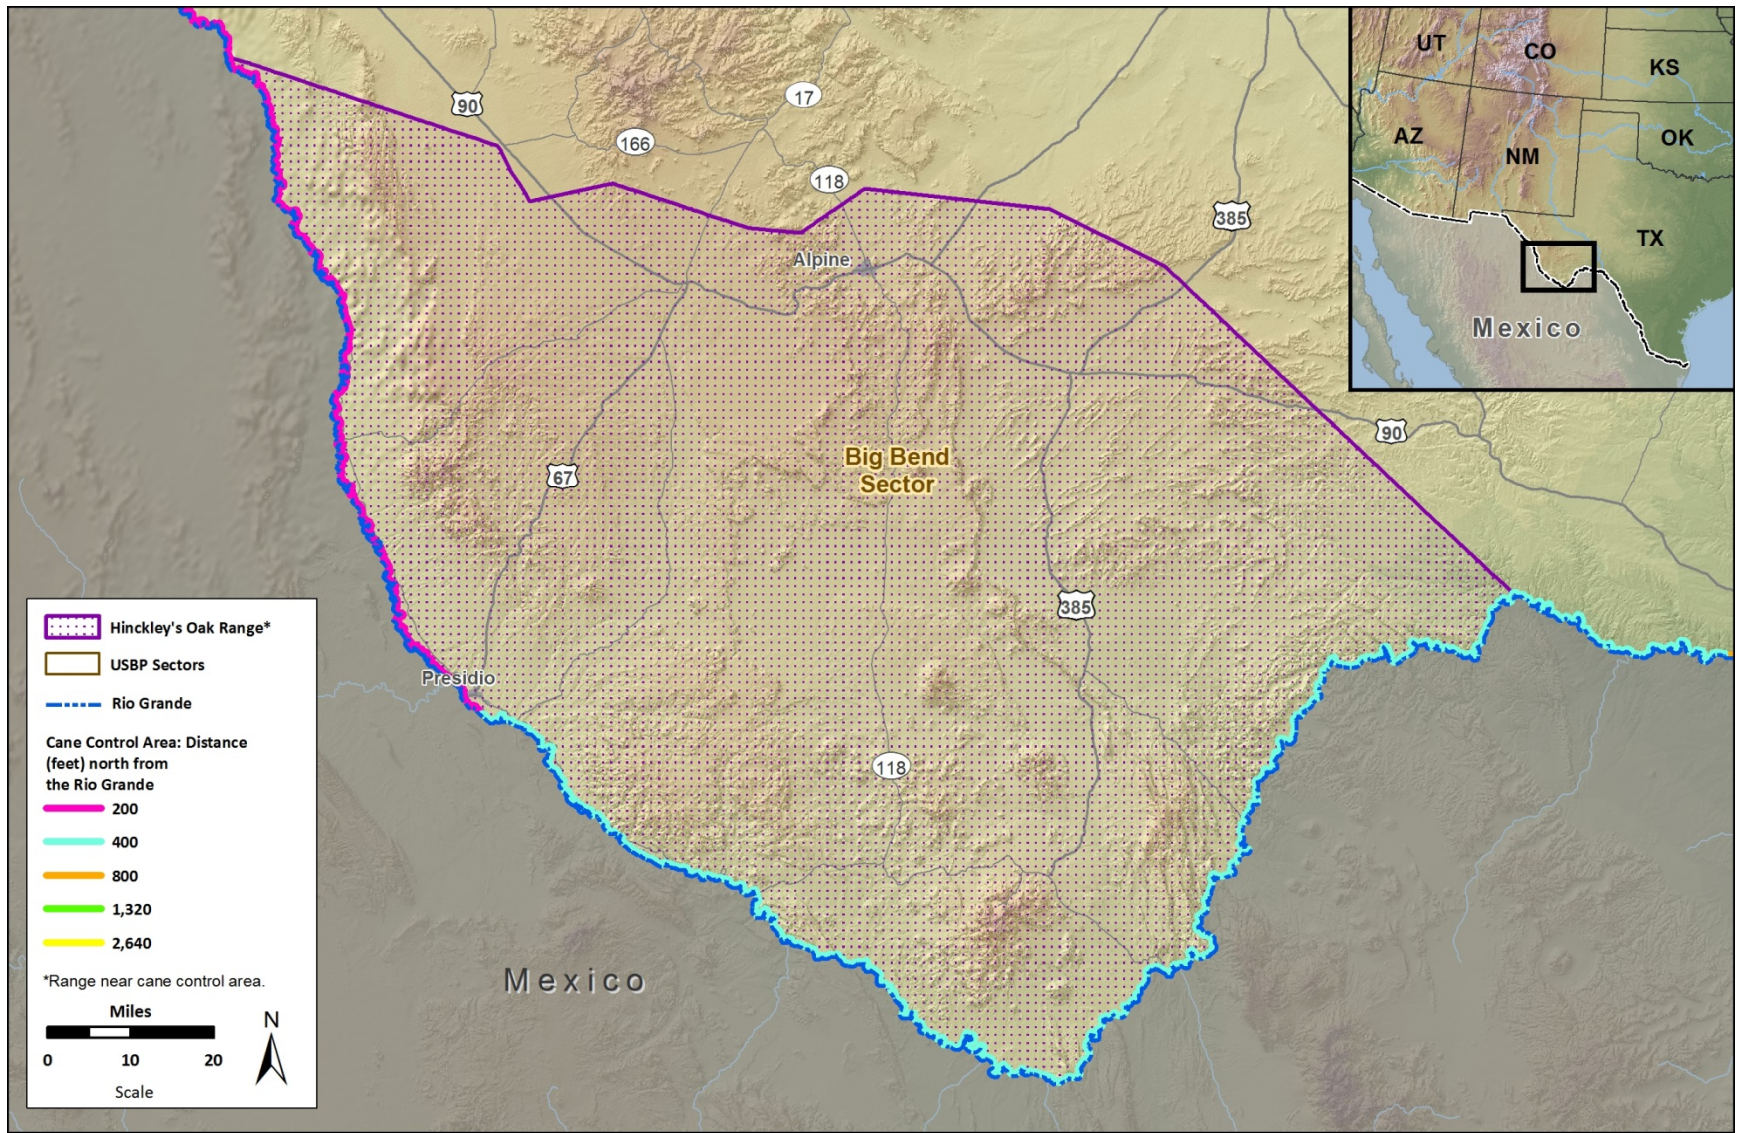 UT
CO
KS
90
17
AZ
NM
OK
166
118
385
TX
Alpine
Mexico
90
Big Bend
Sector
67
385
Hinckley's Oak Range*
USBP Sectors
Presidio
Rio Grande
Cane Control Area: Distance
(feet) north from
the Rio Grande
118
200
400
800
1,320
2,640
*Range near cane control area.
Mexico
Miles
N
0 10 20
Scale